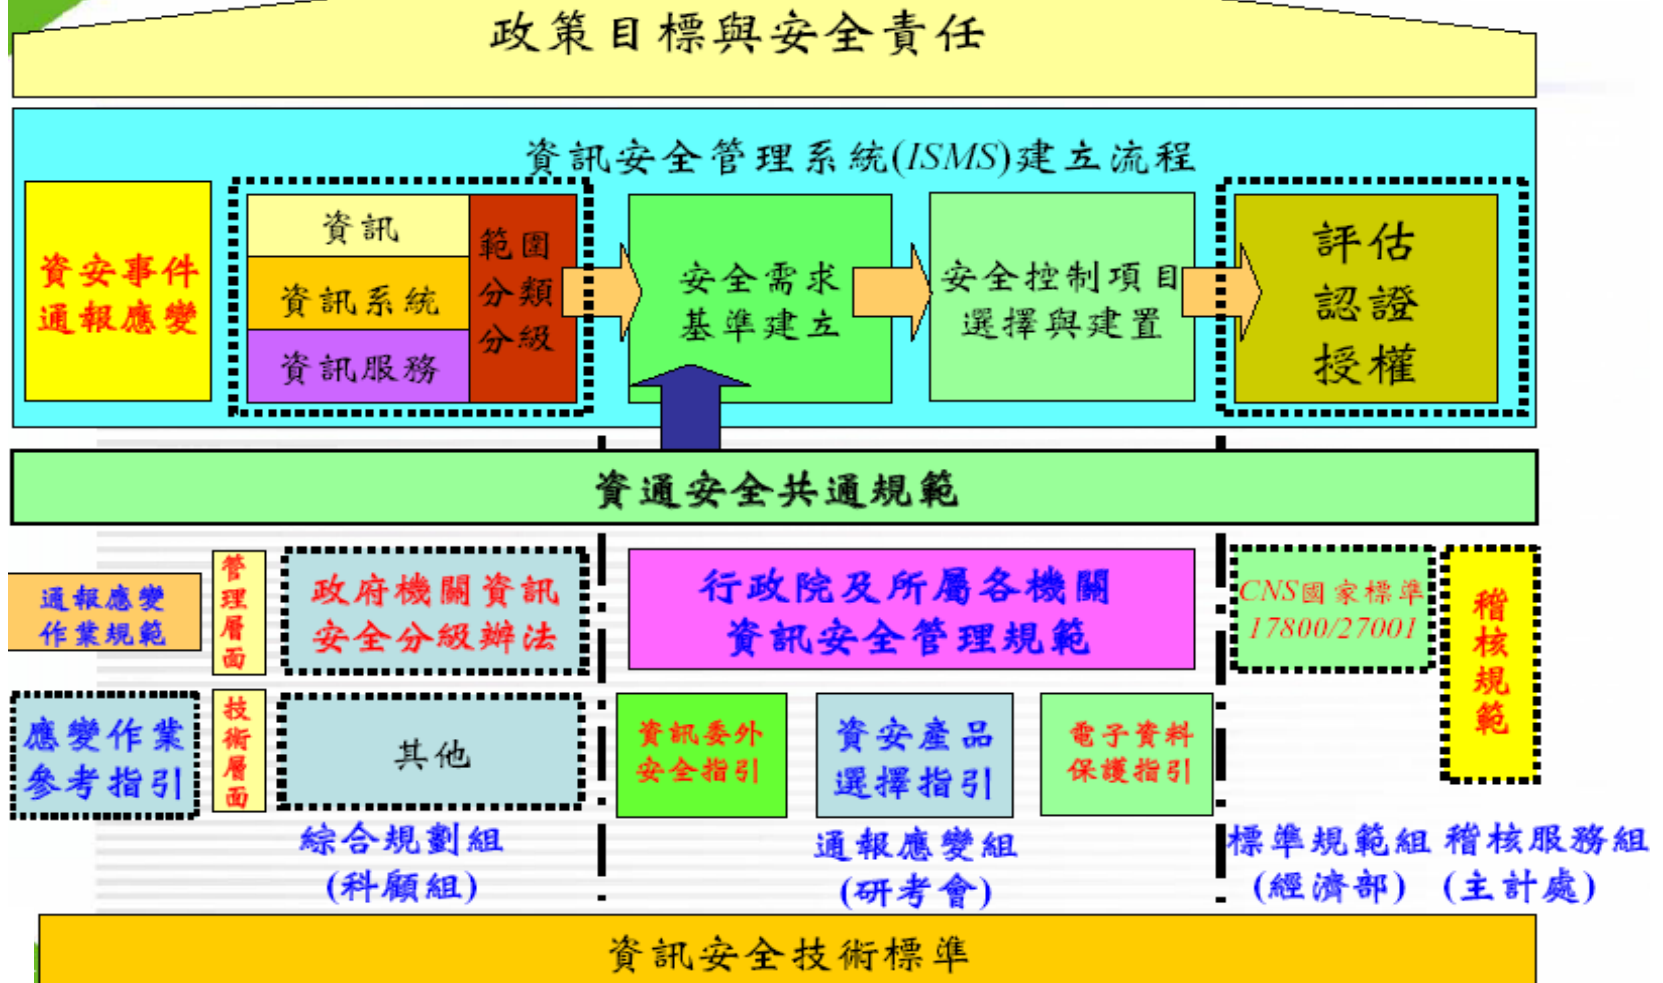 政策目標與安全責任
資訊安全管理系統(ISMS)建立流程
資安事件
通報應變
資訊
資訊系統
資訊服務
範圍
分類
分級
安全需求
基準建立
安全控制項目
選擇與建置
評估
認證
授權
資通安全共通規範
通報應變
作業規範
管理層面
政府機關資訊
安全分級辦法
行政院及所屬各機關
資訊安全管理規範
CNS國家標準
17800/27001
稽核規範
應變作業
參考指引
技術層面
其他
資訊委外
安全指引
資安產品
選擇指引
電子資料
保護指引
綜合規劃組
(科顧組)
通報應變組
(研考會)
標準規範組
(經濟部)
稽核服務組
(主計處)
資訊安全技術標準